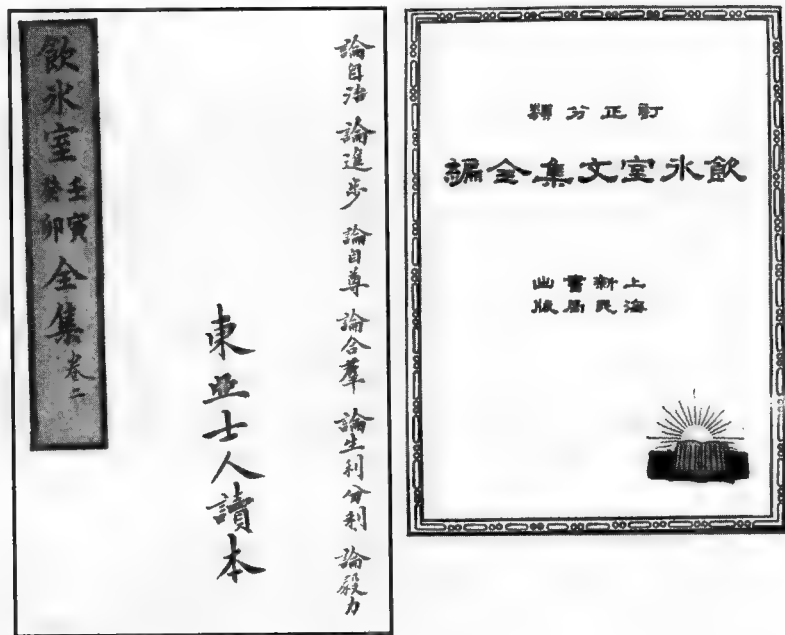 飲氷室壬寅癸卯全集卷二
論自治 論進步 論自尊 論合羣 論生利分利 論毅力
東亞士人讀本
訂正分類
飲氷室文集全編
上海新民書局出版